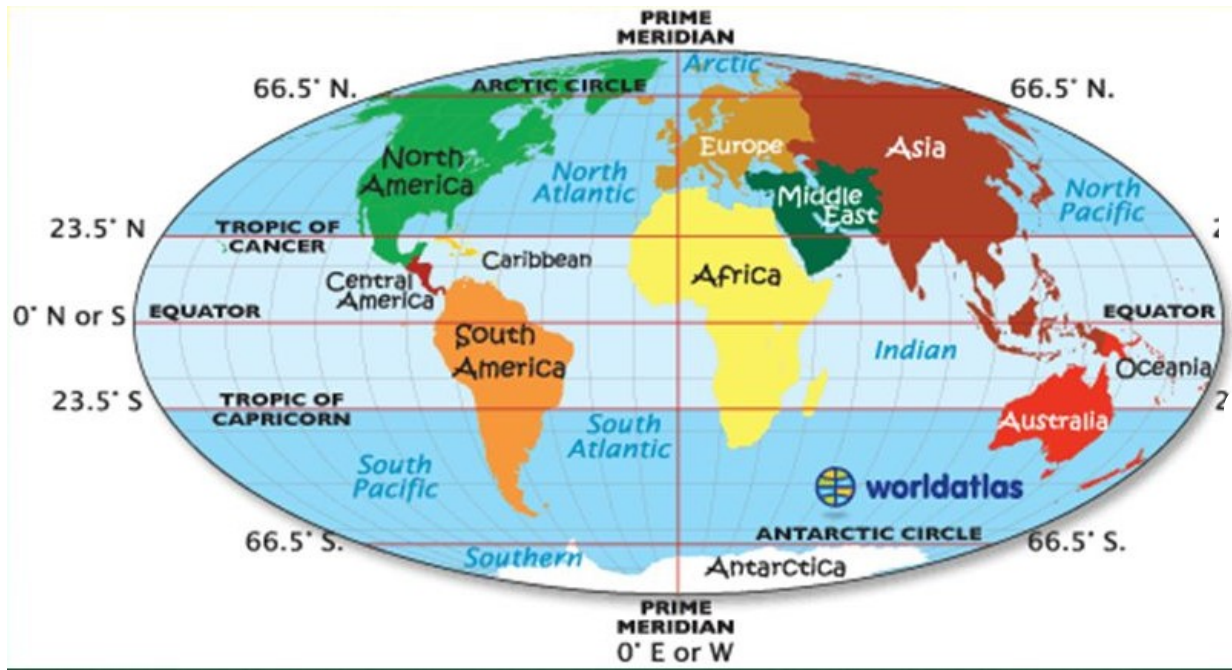 PRIME
MERIDIAN
Arctic
66.5° N.
ARCTIC CIRCLE
66.5° N.
North
America
North
Atlantic
Europe
Asia
Middle
East
North
Pacific
23.5° N
TROPIC OF
CANCER
2
Caribbean
Central
America
Africa
0° N or S
EQUATOR
EQUATOR
South
America
Indian
Oceania
23.5° S
TROPIC OF
CAPRICORN
2
South
Atlantic
Australia
South
Pacific
worldatlas
66.5° S.
ANTARCTIC CIRCLE
66.5° S.
Southern
Antarctica
PRIME
MERIDIAN
0° E or W